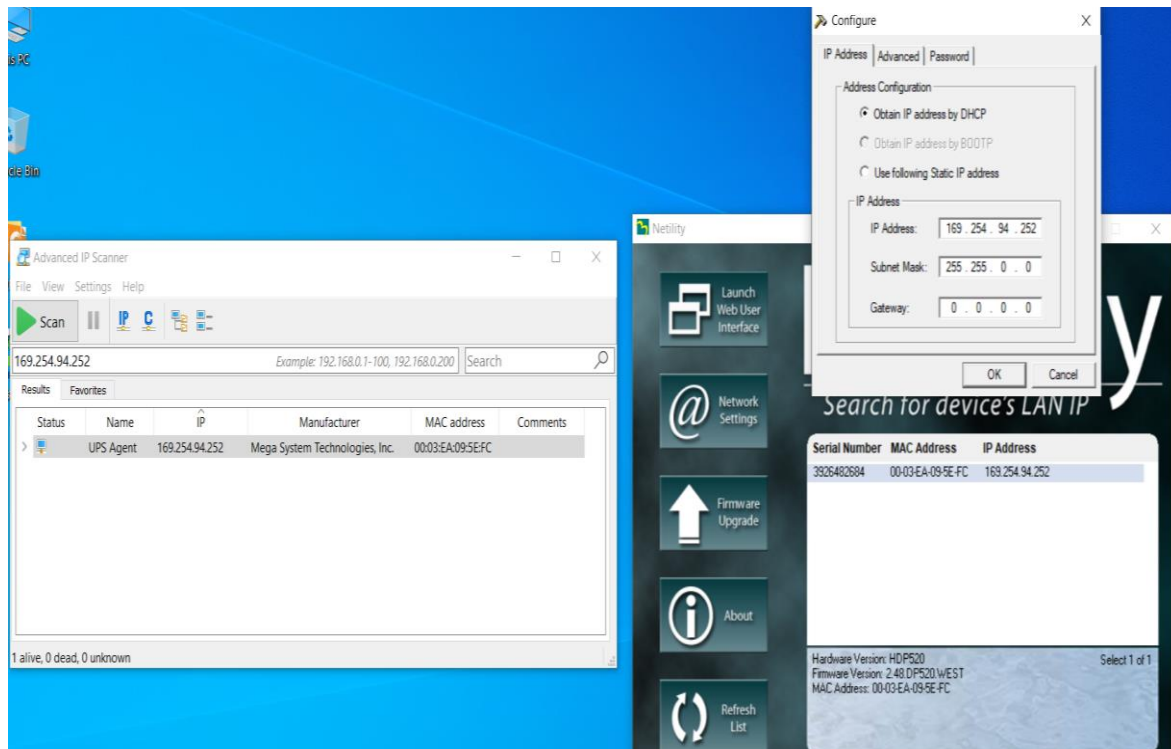 is PC
cle Bin
Advanced IP Scanner
File View Settings Help
Scan
IP C
169.254.94.252
Example: 192.168.0.1-100, 192.168.0.200
Search
Results Favorites
Status Name IP Manufacturer MAC address Comments
UPS Agent 169.254.94.252 Mega System Technologies, Inc. 00:03:EA:09:5E:FC
1 alive, 0 dead, 0 unknown
Configure
IP Address Advanced Password
Address Configuration
Obtain IP address by DHCP
Obtain IP address by BOOTP
Use following Static IP address
IP Address
IP Address: 169 . 254 . 94 . 252
Subnet Mask: 255 . 255 . 0 . 0
Gateway: 0 . 0 . 0 . 0
OK Cancel
Netility
Launch
Web User
Interface
Network
Settings
Firmware
Upgrade
About
Refresh
List
y
Search for device's LAN IP
Serial Number MAC Address IP Address
3926482684 00-03-EA-09-5E-FC 169.254.94.252
Hardware Version: HDP520
Firmware Version: 2.48.DP520.WEST
MAC Address: 00-03-EA-09-5E-FC
Select 1 of 1